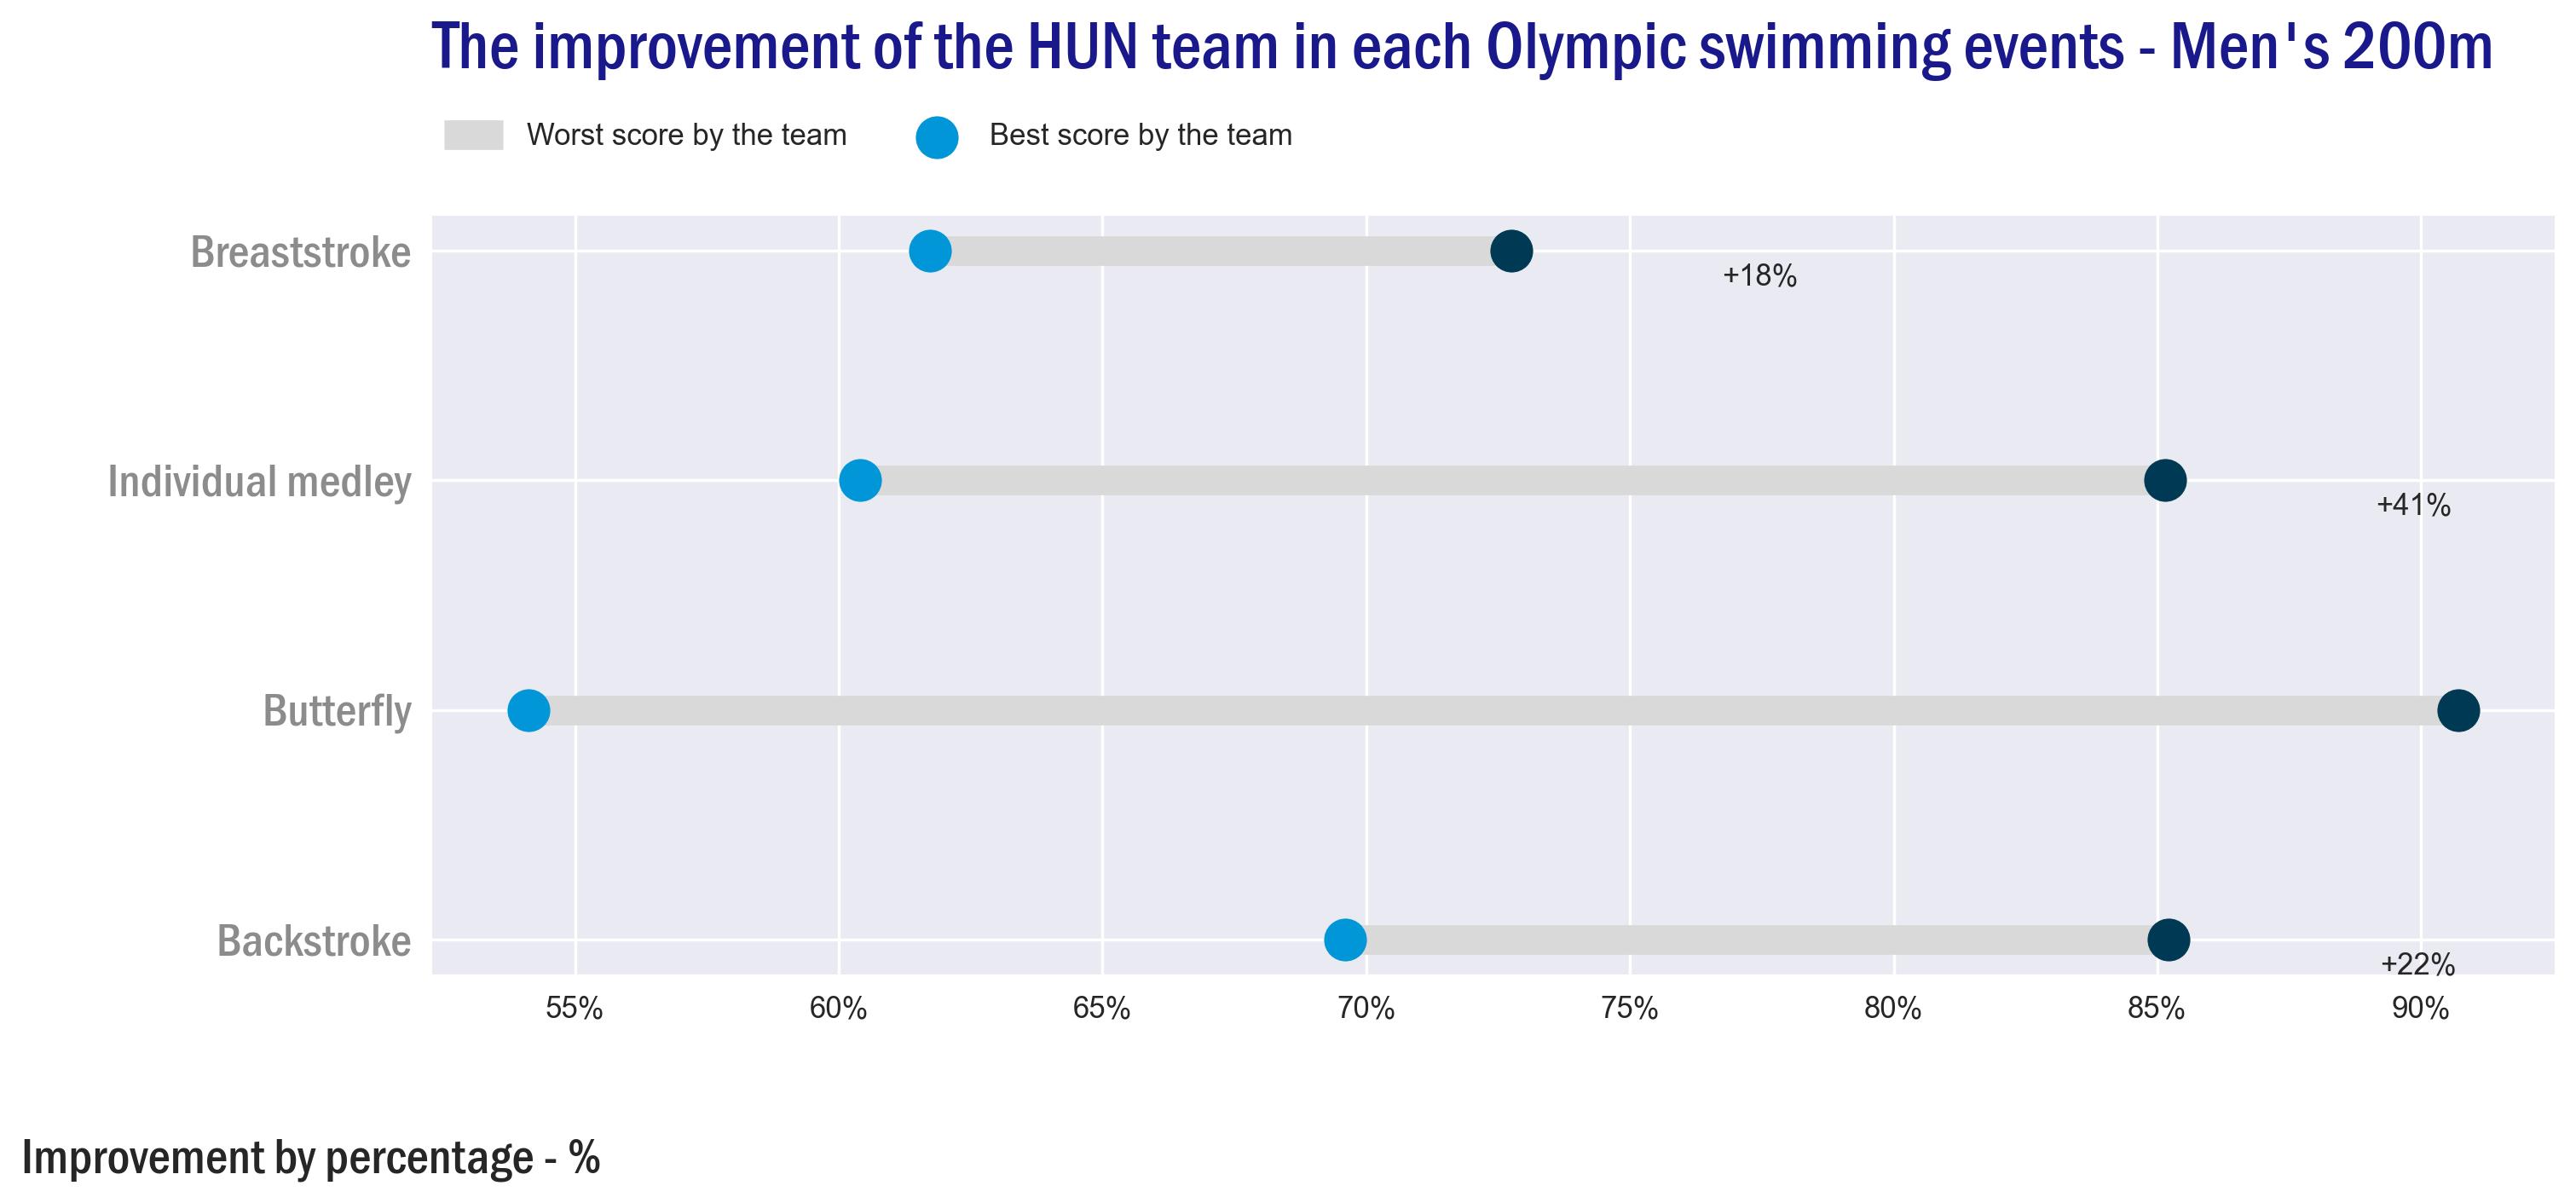 The improvement of the HUN team in each Olympic swimming events - Men's 200m
Worst score by the team
Best score by the team
Breaststroke
+18%
Individual medley
+41%
Butterfly
Backstroke
+22%
55% 60% 65% 70% 75% 80% 85% 90%
Improvement by percentage - %